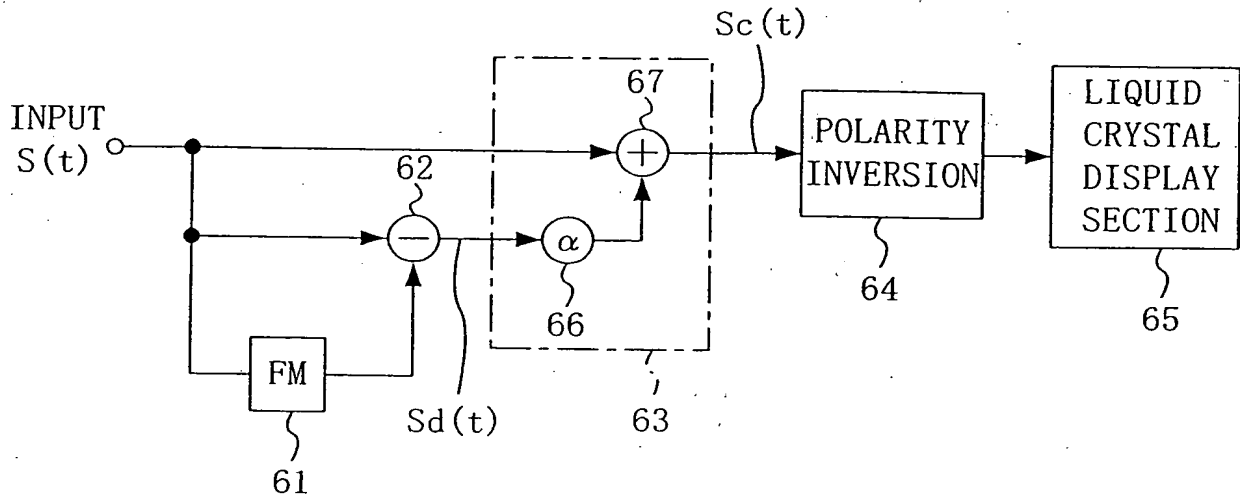 INPUT
S(t)
62
67
Sc(t)
+
−
α
66
FM
61
Sd(t)
63
POLARITY
INVERSION
64
LIQUID
CRYSTAL
DISPLAY
SECTION
65